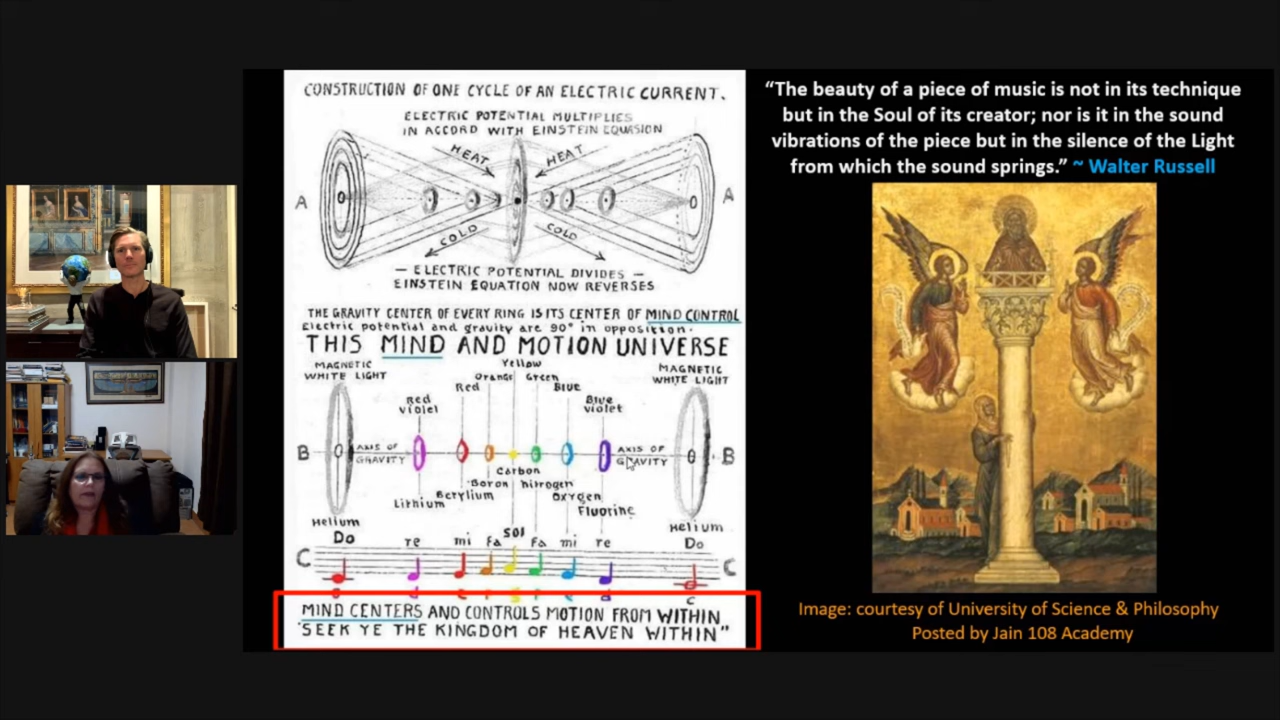 CONSTRUCTION OF ONE CYCLE OF AN ELECTRIC CURRENT.
ELECTRIC POTENTIAL MULTIPLIES
IN ACCORD WITH EINSTEIN EQUASION
HEAT HEAT
A A
COLD COLD
— ELECTRIC POTENTIAL DIVIDES —
EINSTEIN EQUATION NOW REVERSES
THE GRAVITY CENTER OF EVERY RING IS ITS CENTER OF MIND CONTROL
Electric potential and gravity are 90° in opposition.
THIS MIND AND MOTION UNIVERSE
MAGNETIC WHITE LIGHT
Red violet
Red
Orange
Yellow
Green
Blue
Blue violet
MAGNETIC WHITE LIGHT
B AXIS OF GRAVITY AXIS OF GRAVITY B
Helium
Lithium
Berylium
Boron
Carbon
Nitrogen
Oxygen
Fluorine
Helium
Do re mi Fa Sol Fa mi re Do
C C
MIND CENTERS AND CONTROLS MOTION FROM WITHIN
"SEEK YE THE KINGDOM OF HEAVEN WITHIN"
“The beauty of a piece of music is not in its technique
but in the Soul of its creator; nor is it in the sound
vibrations of the piece but in the silence of the Light
from which the sound springs.” ~ Walter Russell
Image: courtesy of University of Science & Philosophy
Posted by Jain 108 Academy